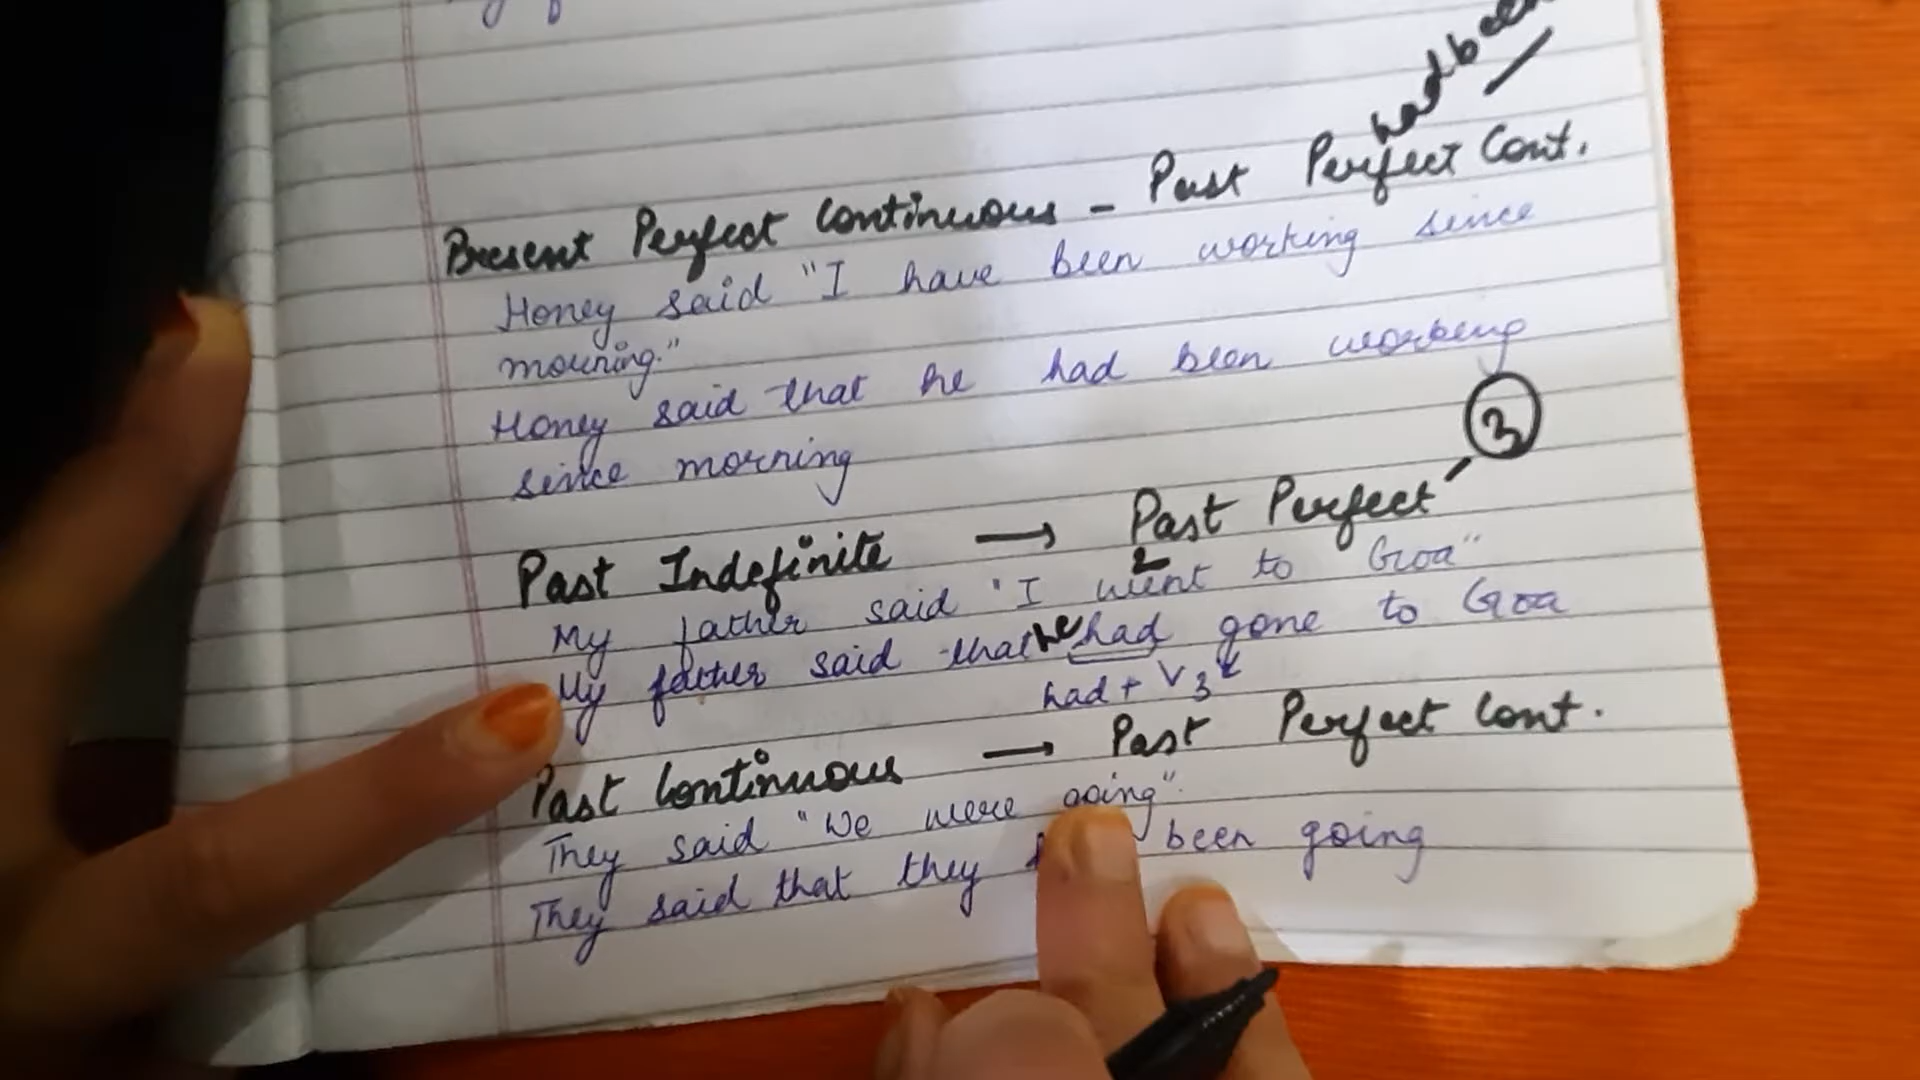 had been
Present Perfect Continuous - Past Perfect Cont.
Honey said "I have been working since
morning."
Honey said that he had been working
since morning
3
Past Indefinite → Past Perfect
2
My father said "I went to Goa"
My father said that he had gone to Goa
had + V3
Past Continuous → Past Perfect Cont.
They said "We were going".
They said that they been going